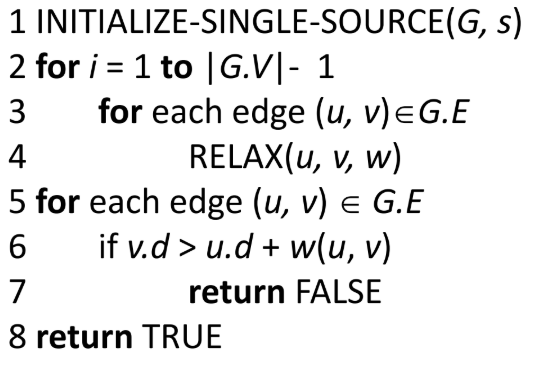 1 INITIALIZE-SINGLE-SOURCE(G, s)
2 for i = 1 to |G.V|- 1
3 for each edge (u, v)∈G.E
4 RELAX(u, v, w)
5 for each edge (u, v) ∈ G.E
6 if v.d > u.d + w(u, v)
7 return FALSE
8 return TRUE